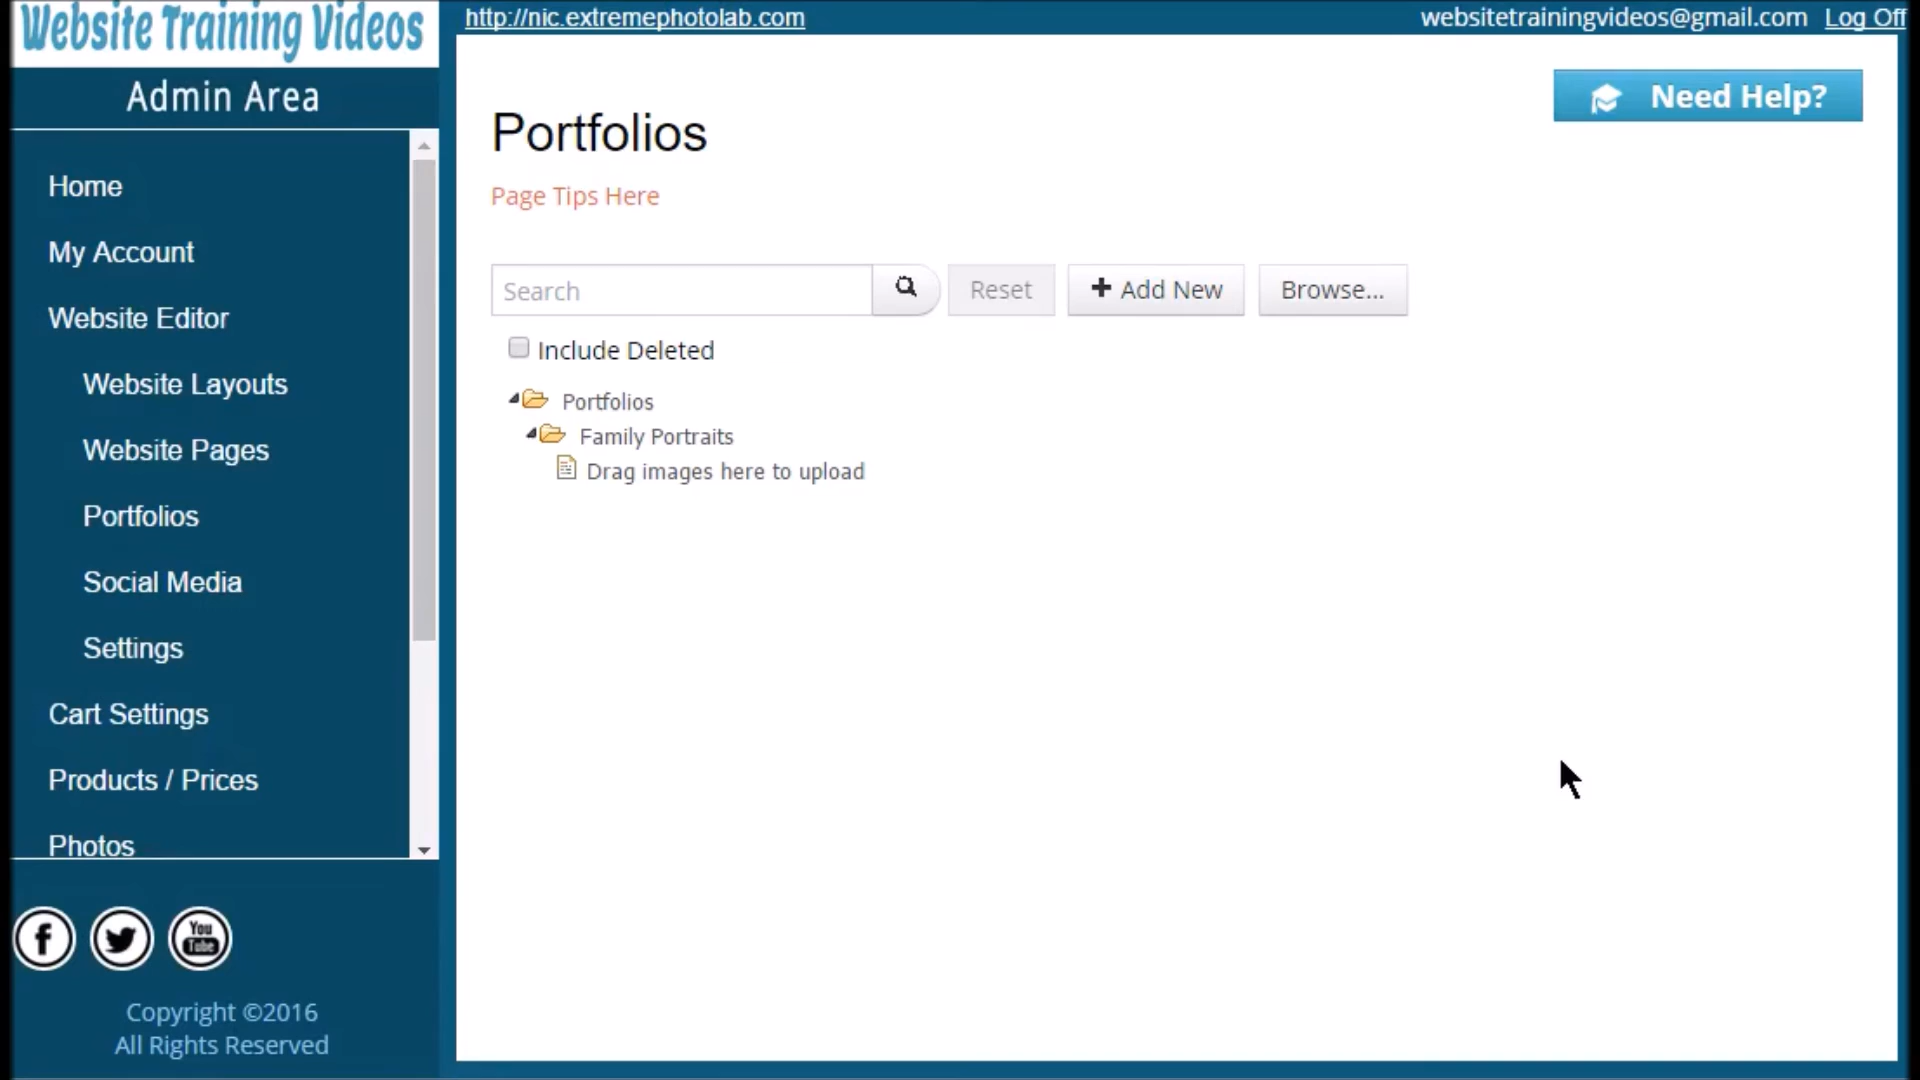 Website Training Videos
http://nic.extremephotolab.com
websitetrainingvideos@gmail.com Log Off
Admin Area
Need Help?
Portfolios
Page Tips Here
Home
My Account
Website Editor
Website Layouts
Website Pages
Portfolios
Social Media
Settings
Cart Settings
Products / Prices
Photos
Search
Reset
Add New
Browse...
Include Deleted
Portfolios
Family Portraits
Drag images here to upload
You
Tube
Copyright ©2016
All Rights Reserved